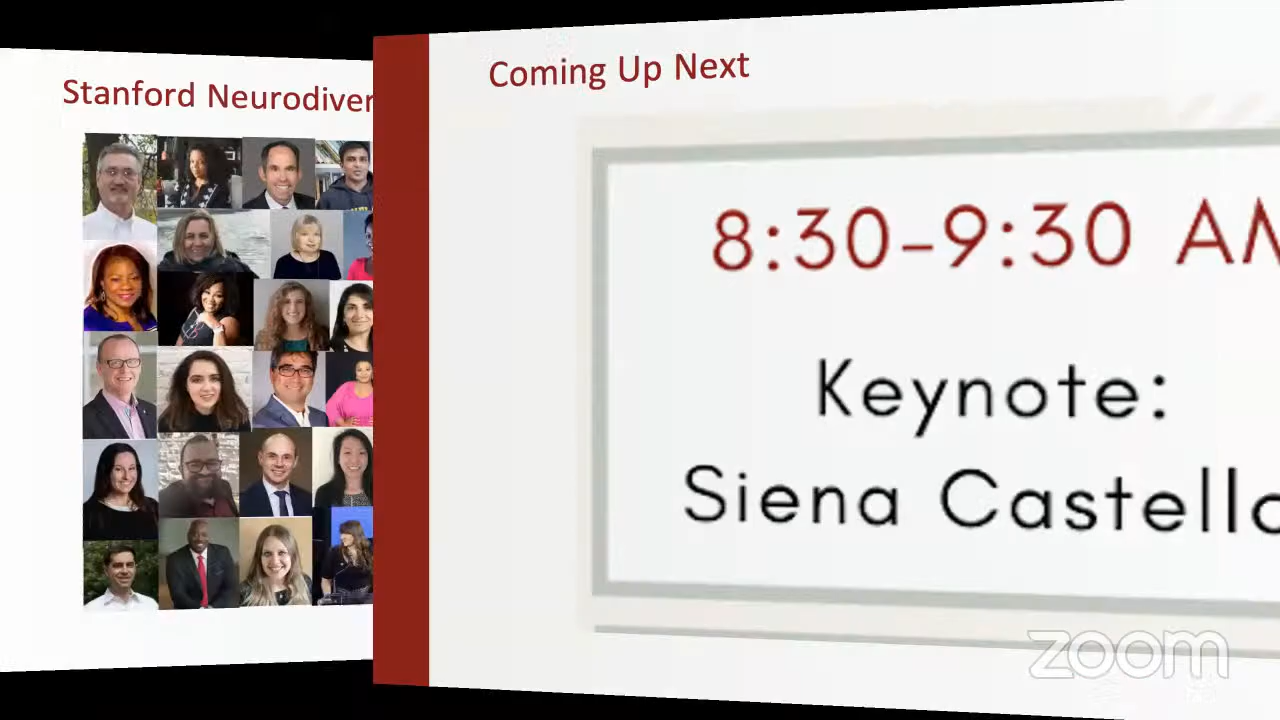 Stanford Neurodiver
Coming Up Next
8:30-9:30 AM
Keynote:
Siena Castello
zoom